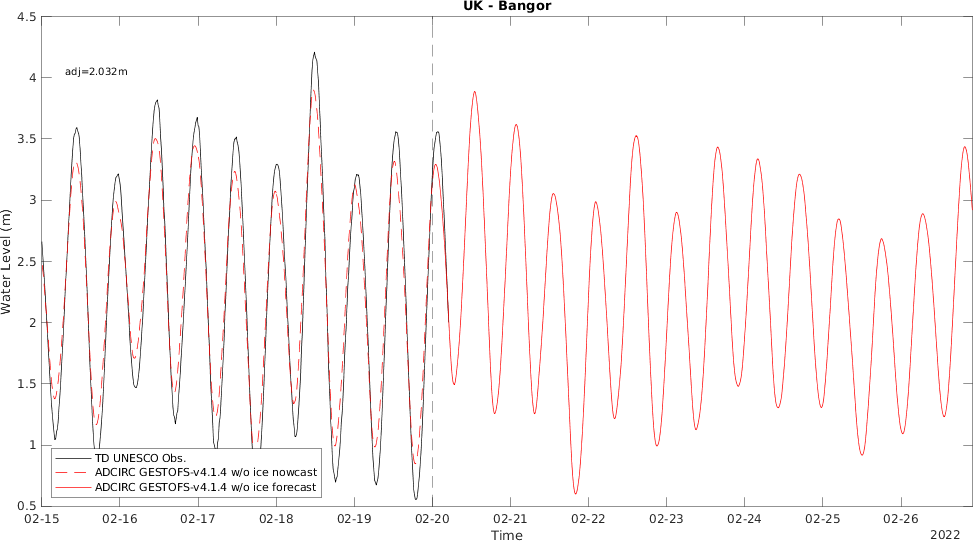 UK - Bangor
4.5
4
3.5
3
2.5
2
1.5
1
0.5
Water Level (m)
adj=2.032m
TD UNESCO Obs.
ADCIRC GESTOFS-v4.1.4 w/o ice nowcast
ADCIRC GESTOFS-v4.1.4 w/o ice forecast
02-15 02-16 02-17 02-18 02-19 02-20 02-21 02-22 02-23 02-24 02-25 02-26
Time
2022